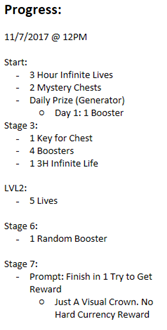 Progress:
11/7/2017 @ 12PM
Start:
- 3 Hour Infinite Lives
- 2 Mystery Chests
- Daily Prize (Generator)
o Day 1: 1 Booster
Stage 3:
- 1 Key for Chest
- 4 Boosters
- 1 3H Infinite Life
LVL2:
- 5 Lives
Stage 6:
- 1 Random Booster
Stage 7:
- Prompt: Finish in 1 Try to Get
Reward
o Just A Visual Crown. No
Hard Currency Reward